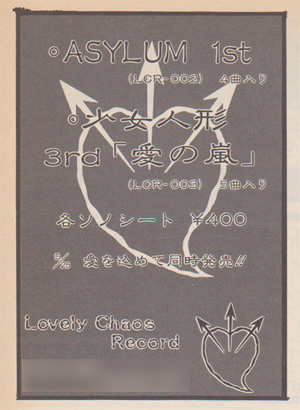 。ASYLUM 1st
(LCR-002) 4曲入り
。少女人形
3rd「愛の嵐」
(LCR-003) 3曲入り
各ソノシート ¥400
5/25 愛を込めて同時発売!!
Lovely Chaos
Record